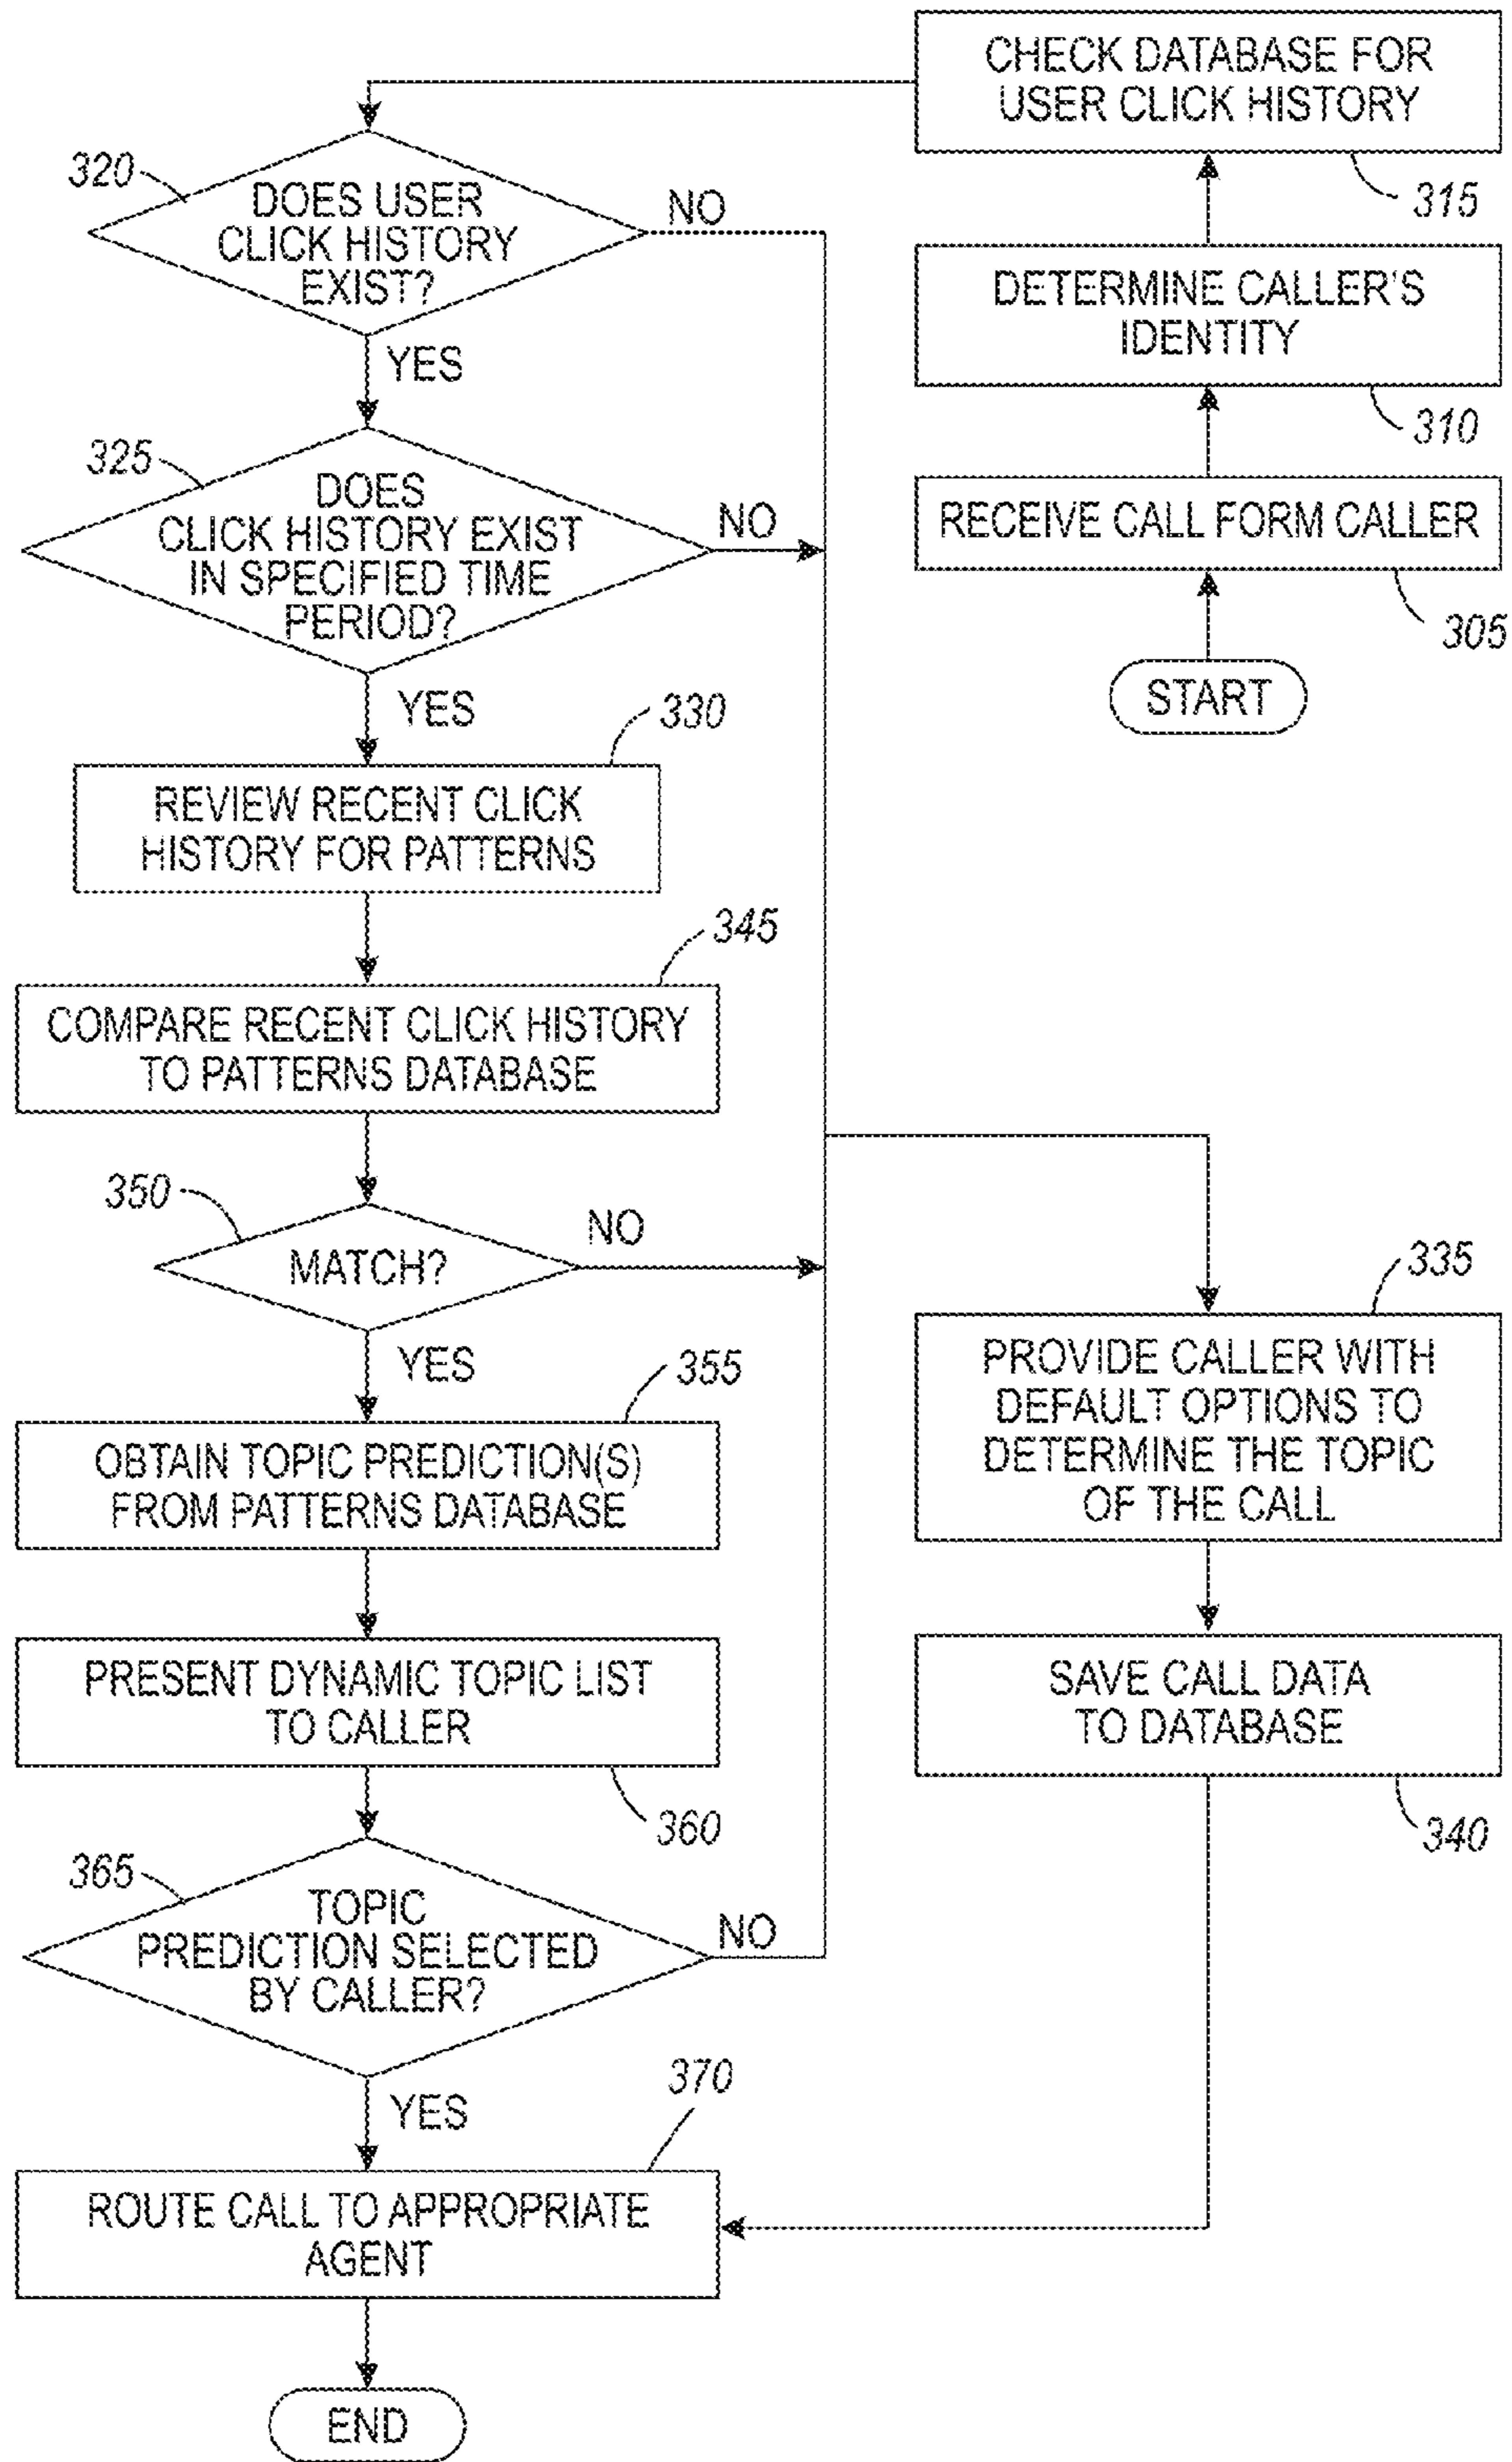 START
RECEIVE CALL FORM CALLER
305
DETERMINE CALLER'S
IDENTITY
310
CHECK DATABASE FOR
USER CLICK HISTORY
315
320
DOES USER
CLICK HISTORY
EXIST?
NO
YES
325
DOES
CLICK HISTORY EXIST
IN SPECIFIED TIME
PERIOD?
NO
YES
330
REVIEW RECENT CLICK
HISTORY FOR PATTERNS
345
COMPARE RECENT CLICK HISTORY
TO PATTERNS DATABASE
350
MATCH?
NO
YES
355
OBTAIN TOPIC PREDICTION(S)
FROM PATTERNS DATABASE
PRESENT DYNAMIC TOPIC LIST
TO CALLER
360
365
TOPIC
PREDICTION SELECTED
BY CALLER?
NO
YES
335
PROVIDE CALLER WITH
DEFAULT OPTIONS TO
DETERMINE THE TOPIC
OF THE CALL
SAVE CALL DATA
TO DATABASE
340
370
ROUTE CALL TO APPROPRIATE
AGENT
END